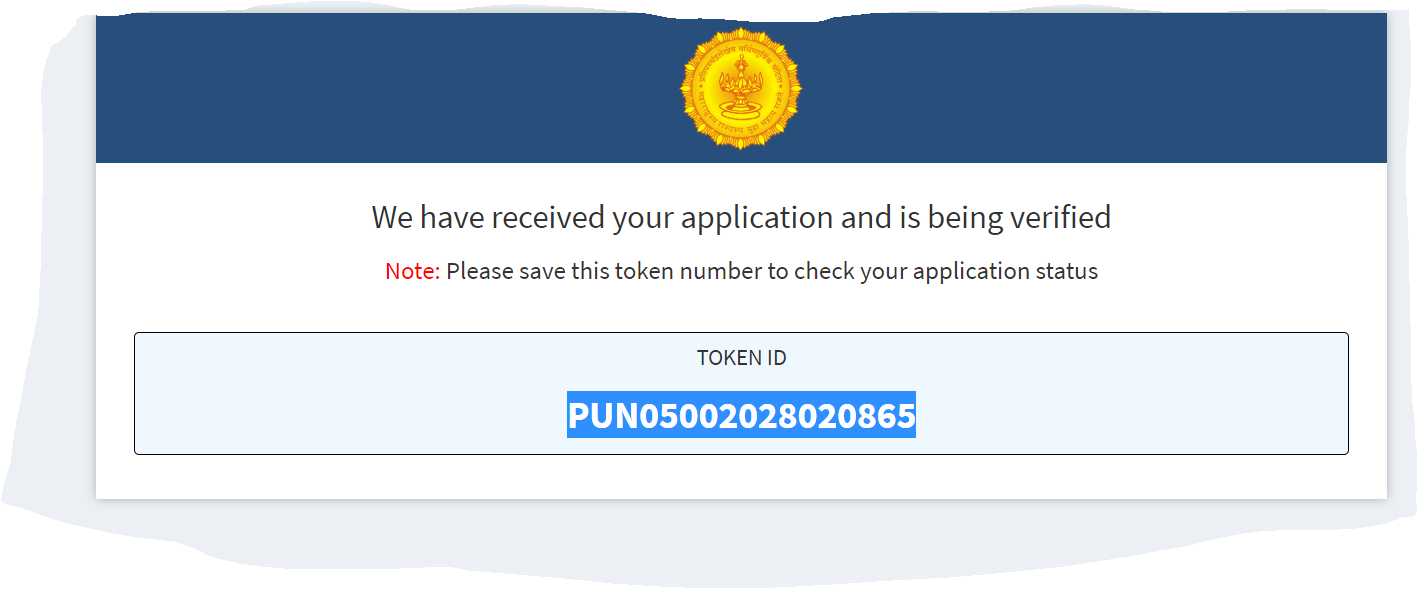 We have received your application and is being verified
Note: Please save this token number to check your application status
TOKEN ID
PUN05002028020865